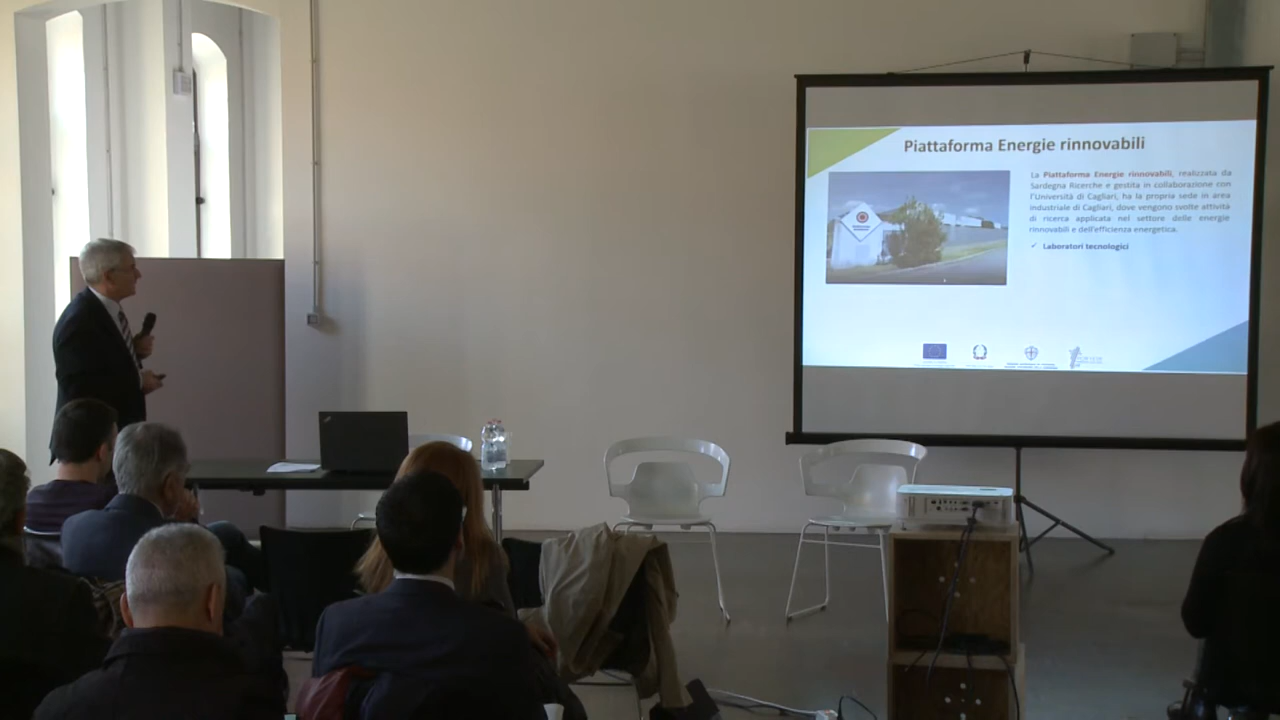 Piattaforma Energie rinnovabili
La Piattaforma Energie rinnovabili, realizzata da
Sardegna Ricerche e gestita in collaborazione con
l'Università di Cagliari, ha la propria sede in area
industriale di Cagliari, dove vengono svolte attività
di ricerca applicata nel settore delle energie
rinnovabili e dell'efficienza energetica.
✓ Laboratori tecnologici